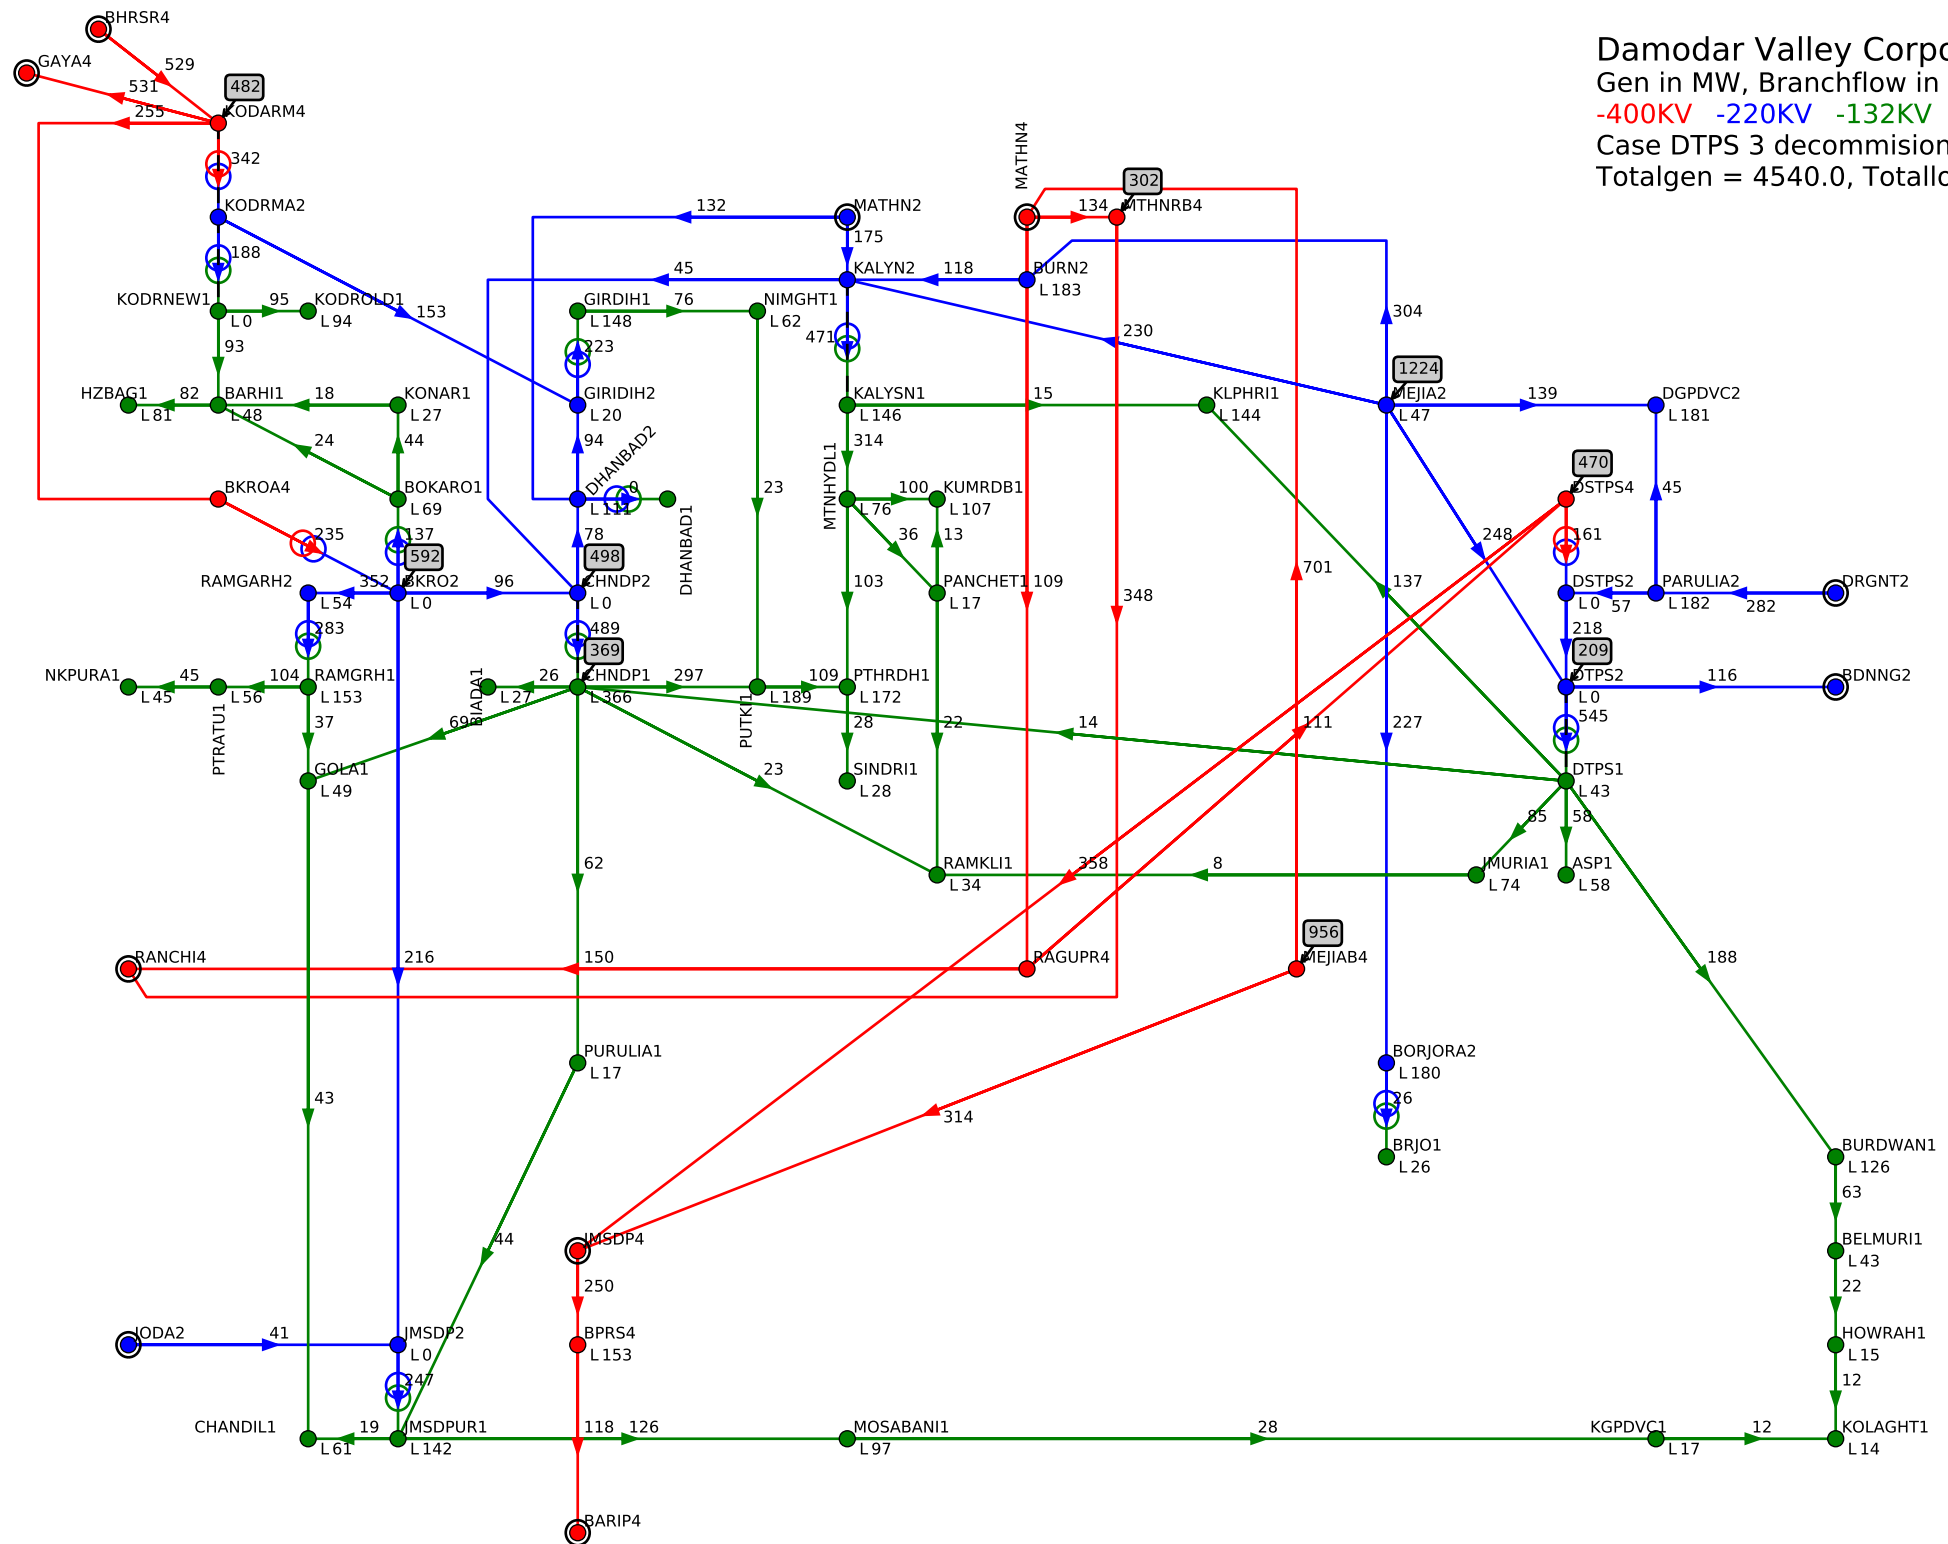 BHRSR4
Damodar Valley Corpo
GAYA4
529
Gen in MW, Branchflow in
531
482
255
KODARM4
-400KV -220KV -132KV
Case DTPS 3 decommision
342
MATHN4
302
Totalgen = 4540.0, Totallo
KODRMA2
132
MATHN2
134
MTHNRB4
175
188
45
KALYN2
118
BURN2
L 183
KODRNEW1
95
KODROLD1
L 0
L 94
153
GIRDIH1
76
NIMGHT1
L 148
L 62
304
230
93
223
471
1224
HZBAG1
82
BARHI1
18
KONAR1
L 81
L 48
L 27
GIRIDIH2
L 20
KALYSN1
15
KLPHRI1
L 146
L 144
MEJIA2
139
DGPDVC2
L 47
L 181
24
44
94
DHANBAD2
314
MTNHYDL1
470
BKROA4
BOKARO1
L 69
L 111
0
DHANBAD1
23
L 76
100
KUMRDB1
L 107
DSTPS4
235
137
592
78
498
36
13
248
161
45
RAMGARH2
352
BKRO2
96
CHNDP2
L 54
L 0
L 0
103
PANCHET1
109
L 17
348
701
137
DSTPS2
PARULIA2
DRGNT2
L 0
57
L 182
282
283
489
369
218
209
NKPURA1
45
104
RAMGRH1
L 45
L 56
L 153
PTRATU1
BIADA1
26
CHNDP1
297
L 27
L 366
PUTKI1
109
PTHRDH1
L 189
L 172
DTPS2
116
BDNNG2
L 0
37
69
28
22
14
111
227
545
GOLA1
L 49
23
SINDRI1
L 28
DTPS1
L 43
85
58
62
RAMKLI1
358
8
JMURIA1
ASP1
L 34
L 74
L 58
956
RANCHI4
216
150
RAGUPR4
MEJIAB4
188
PURULIA1
L 17
BORJORA2
L 180
43
314
26
BRJO1
L 26
BURDWAN1
L 126
63
44
JMSDP4
BELMURI1
L 43
250
22
JODA2
41
JMSDP2
BPRS4
HOWRAH1
L 0
L 153
L 15
247
12
CHANDIL1
19
JMSDPUR1
118
126
MOSABANI1
28
KGPDVC1
12
KOLAGHT1
L 61
L 142
L 97
L 17
L 14
BARIP4